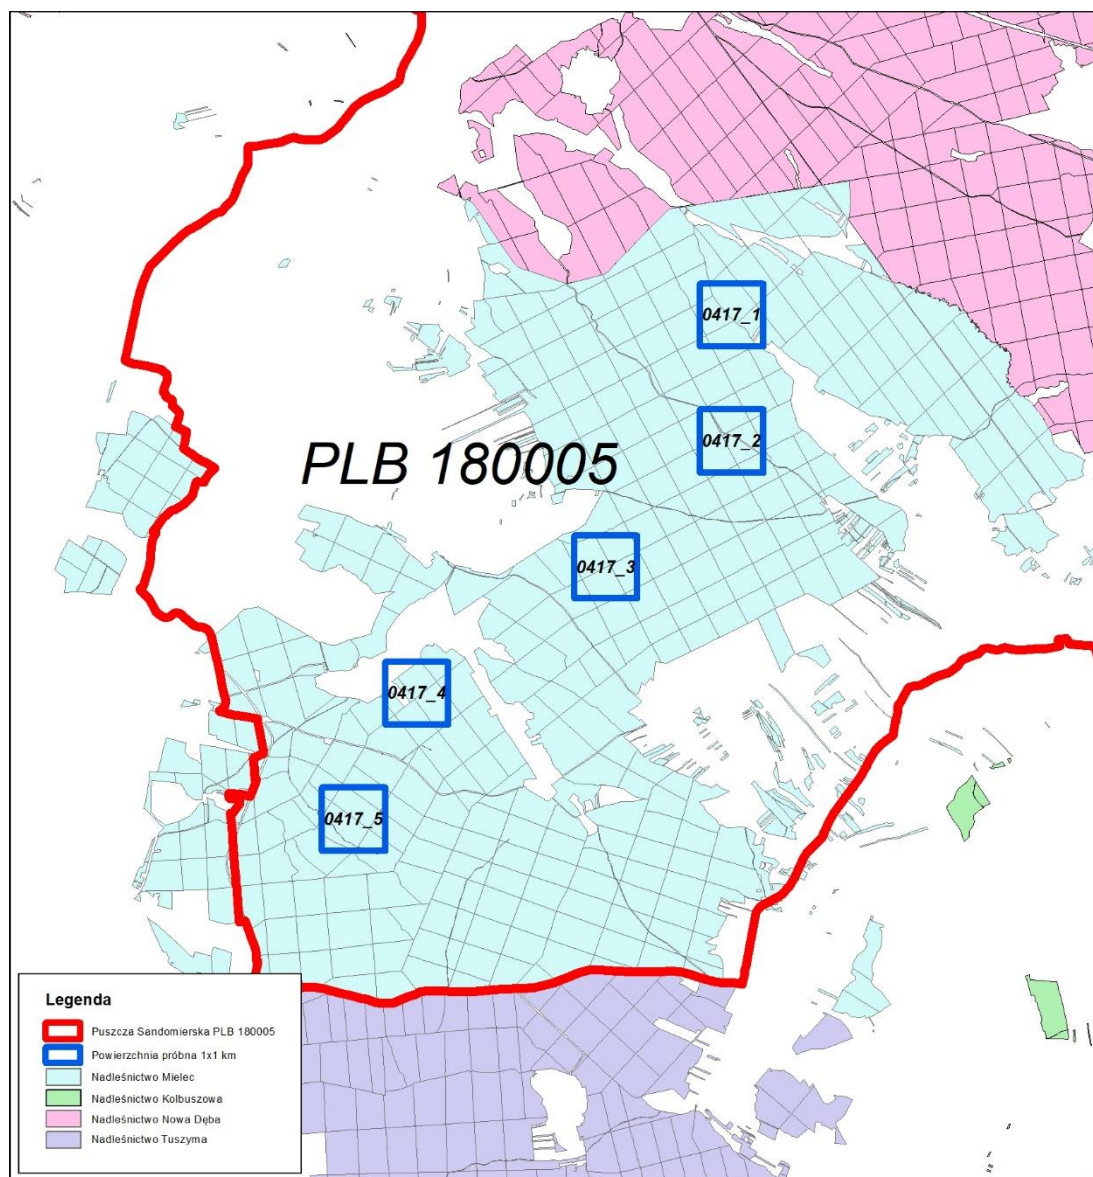 0417_1
0417_2
PLB 180005
0417_3
0417_4
0417_5
Legenda
Puszcza Sandomierska PLB 180005
Powierzchnia próbna 1x1 km
Nadleśnictwo Mielec
Nadleśnictwo Kolbuszowa
Nadleśnictwo Nowa Dęba
Nadleśnictwo Tuszyma